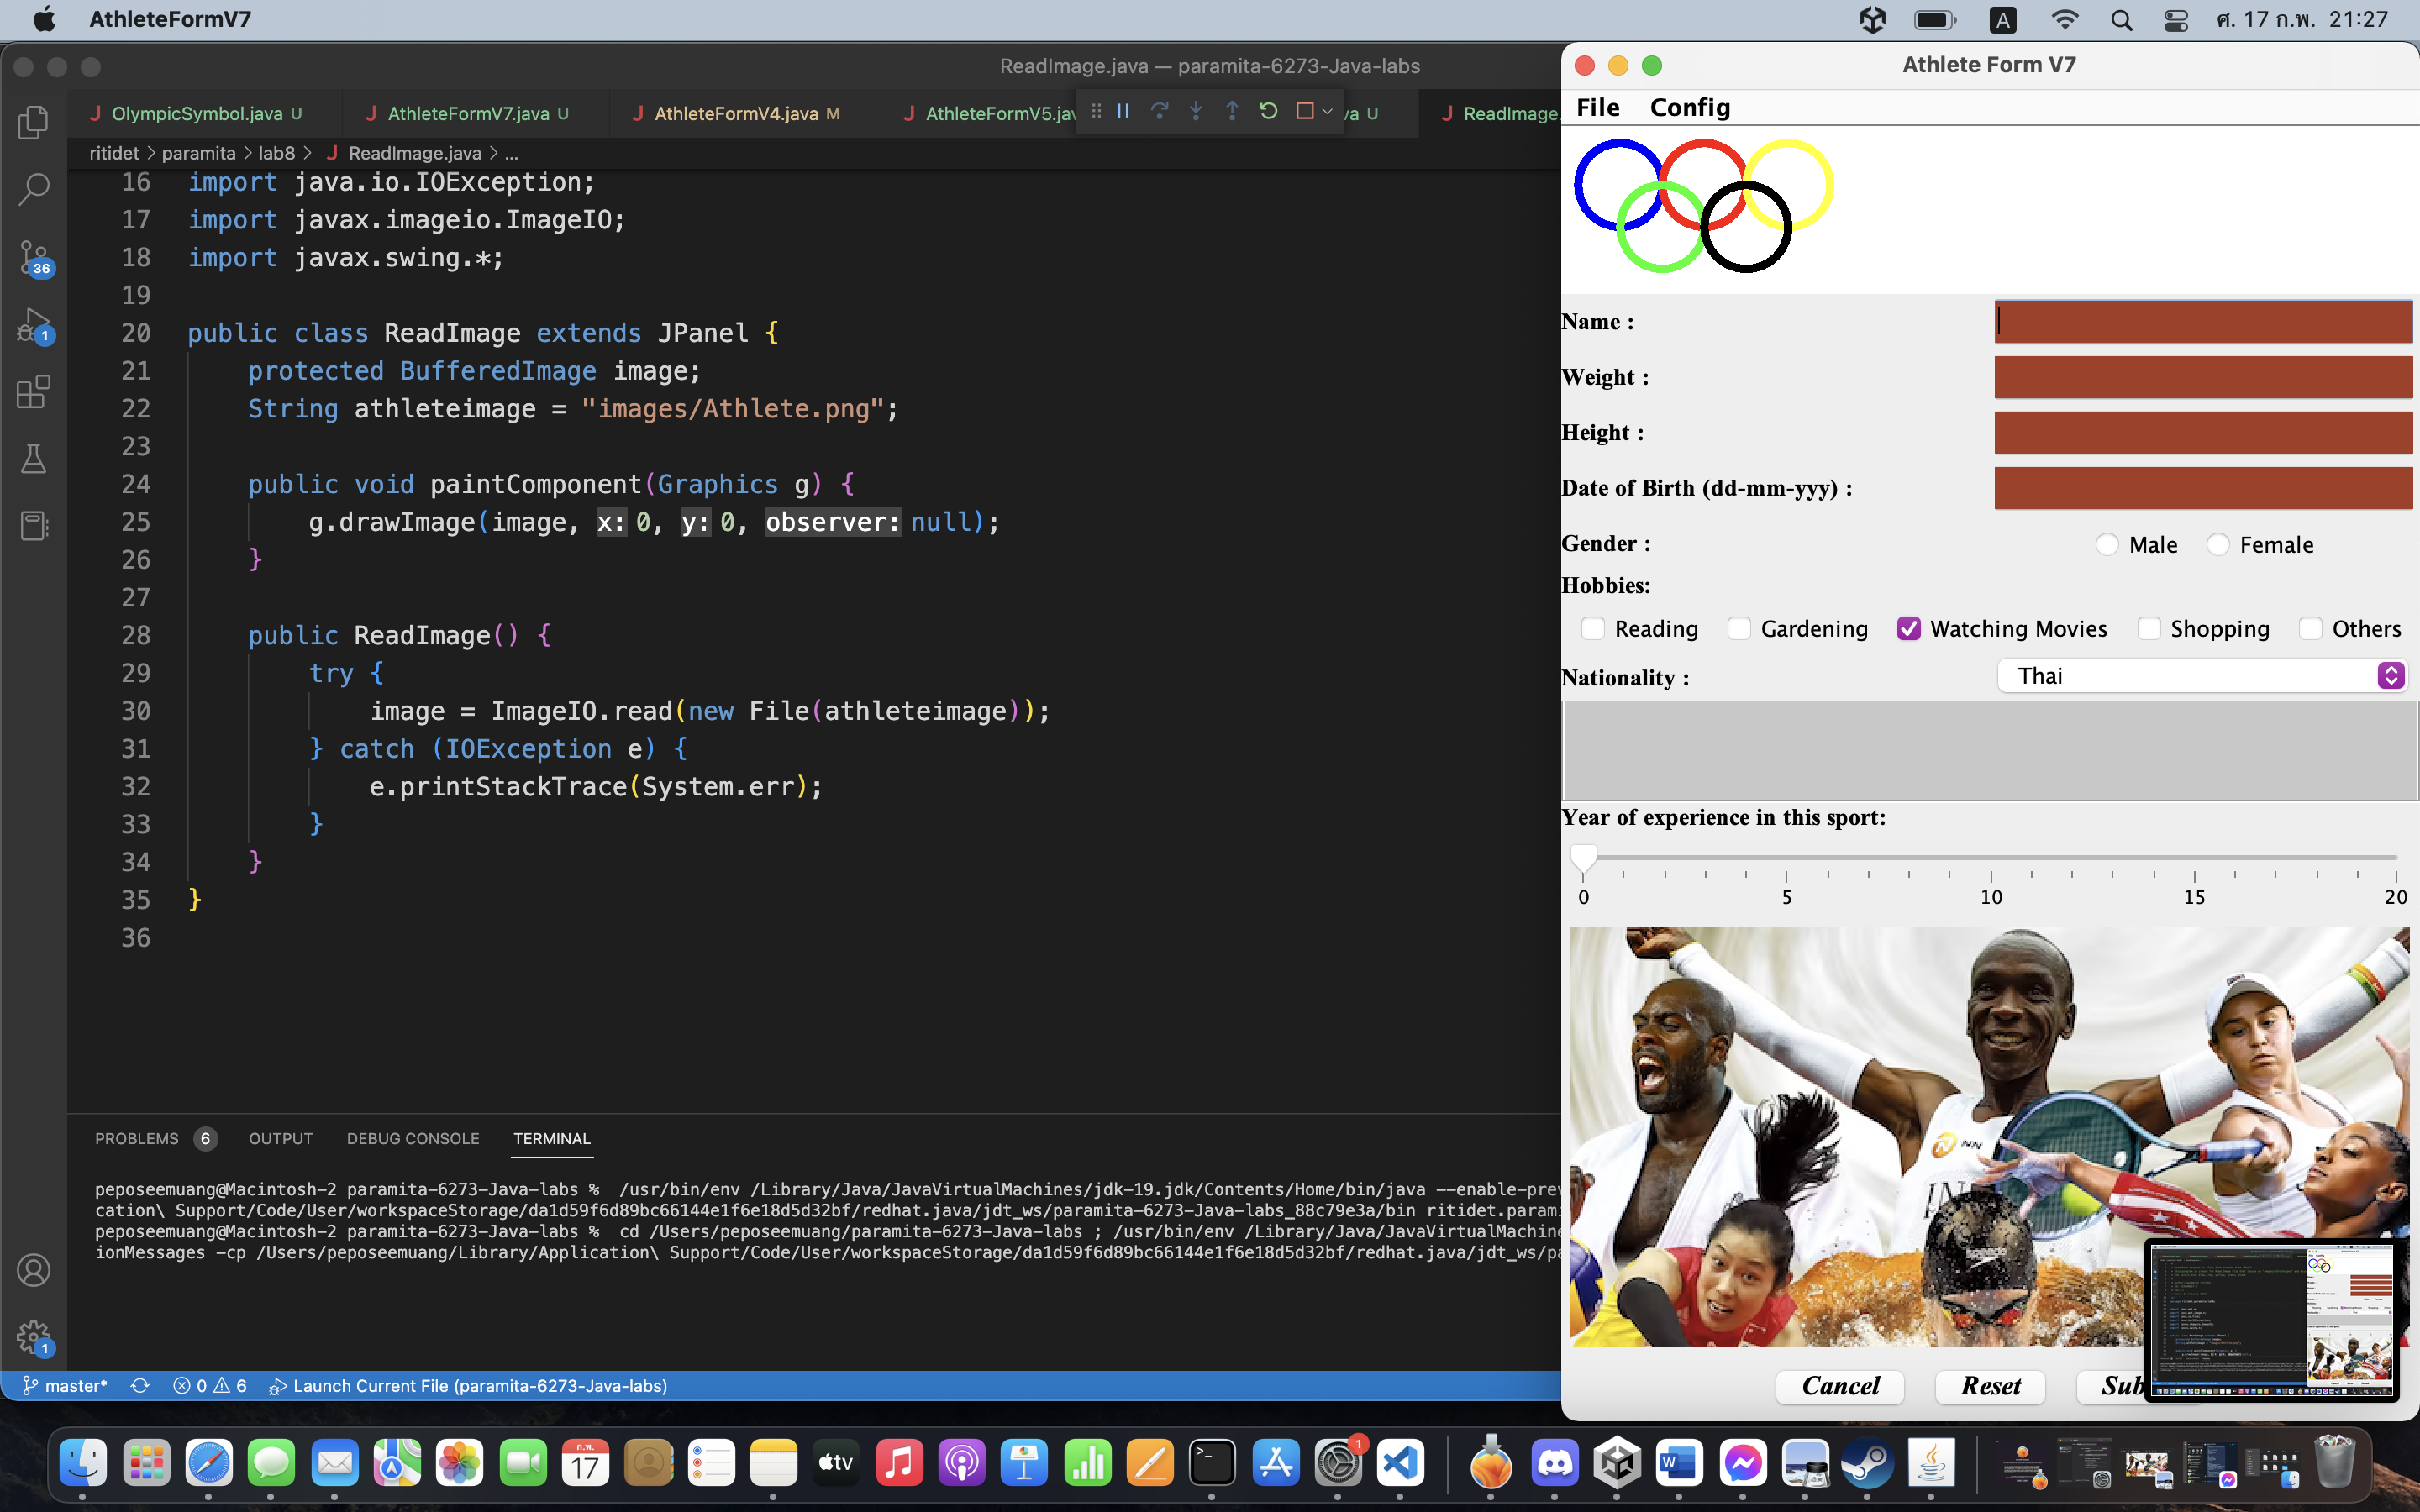 AthleteFormV7
A
ศ. 17 ก.พ. 21:27
ReadImage.java — paramita-6273-Java-labs
OlympicSymbol.java U
AthleteFormV7.java U
AthleteFormV4.java M
AthleteFormV5.jav
va U
ReadImage.
ritidet > paramita > lab8 > ReadImage.java > ...
16 import java.io.IOException;
17 import javax.imageio.ImageIO;
18 import javax.swing.*;
19
20 public class ReadImage extends JPanel {
21 protected BufferedImage image;
22 String athleteimage = "images/Athlete.png";
23
24 public void paintComponent(Graphics g) {
25 g.drawImage(image, x: 0, y: 0, observer: null);
26 }
27
28 public ReadImage() {
29 try {
30 image = ImageIO.read(new File(athleteimage));
31 } catch (IOException e) {
32 e.printStackTrace(System.err);
33 }
34 }
35 }
36
36
1
1
PROBLEMS 6 OUTPUT DEBUG CONSOLE TERMINAL
peposeemuang@Macintosh-2 paramita-6273-Java-labs % /usr/bin/env /Library/Java/JavaVirtualMachines/jdk-19.jdk/Contents/Home/bin/java --enable-prev
cation\ Support/Code/User/workspaceStorage/da1d59f6d89bc66144e1f6e18d5d32bf/redhat.java/jdt_ws/paramita-6273-Java-labs_88c79e3a/bin ritidet.parami
peposeemuang@Macintosh-2 paramita-6273-Java-labs % cd /Users/peposeemuang/paramita-6273-Java-labs ; /usr/bin/env /Library/Java/JavaVirtualMachine
ionMessages -cp /Users/peposeemuang/Library/Application\ Support/Code/User/workspaceStorage/da1d59f6d89bc66144e1f6e18d5d32bf/redhat.java/jdt_ws/pa
master* 0 6 Launch Current File (paramita-6273-Java-labs)
Athlete Form V7
File Config
Name :
Weight :
Height :
Date of Birth (dd-mm-yyy) :
Gender : Male Female
Hobbies:
Reading Gardening Watching Movies Shopping Others
Nationality : Thai
Year of experience in this sport:
0 5 10 15 20
NN
speedo
Cancel Reset Sub
ก.พ.
17
tv
1
W